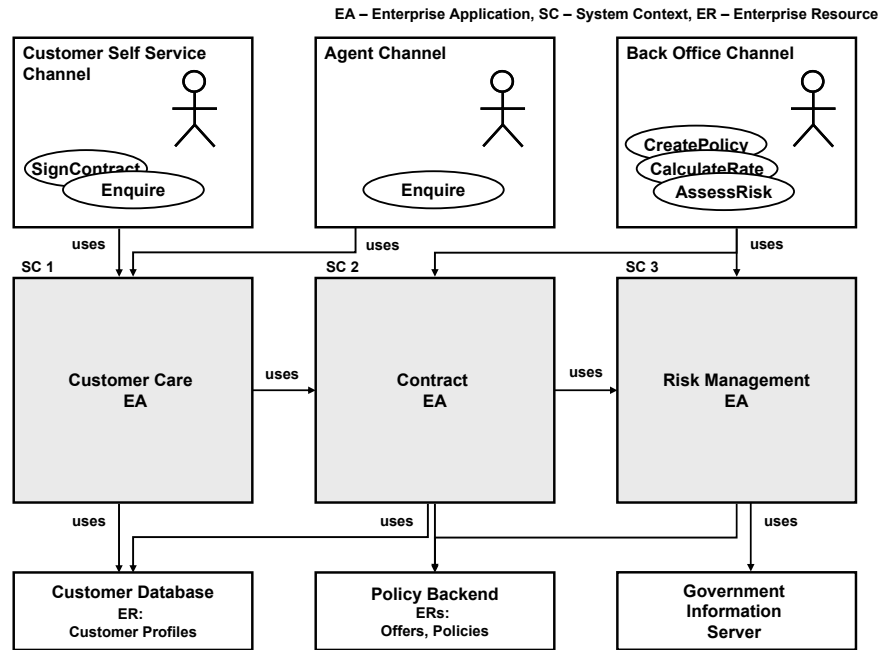 EA – Enterprise Application, SC – System Context, ER – Enterprise Resource
Customer Self Service
Channel
SignContract
Enquire
Agent Channel
Enquire
Back Office Channel
CreatePolicy
CalculateRate
AssessRisk
uses
uses
uses
SC 1
SC 2
SC 3
Customer Care
EA
uses
Contract
EA
uses
Risk Management
EA
uses
uses
uses
Customer Database
ER:
Customer Profiles
Policy Backend
ERs:
Offers, Policies
Government
Information
Server